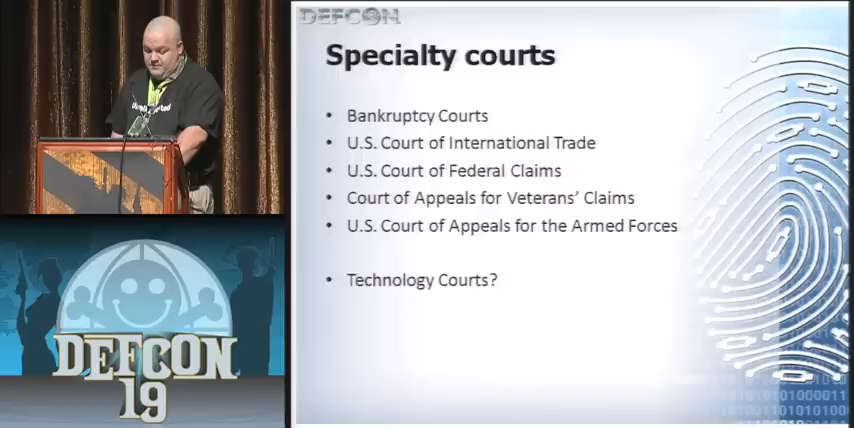 DEFCON
Specialty courts
• Bankruptcy Courts
• U.S. Court of International Trade
• U.S. Court of Federal Claims
• Court of Appeals for Veterans' Claims
• U.S. Court of Appeals for the Armed Forces
• Technology Courts?
DEFCON
19